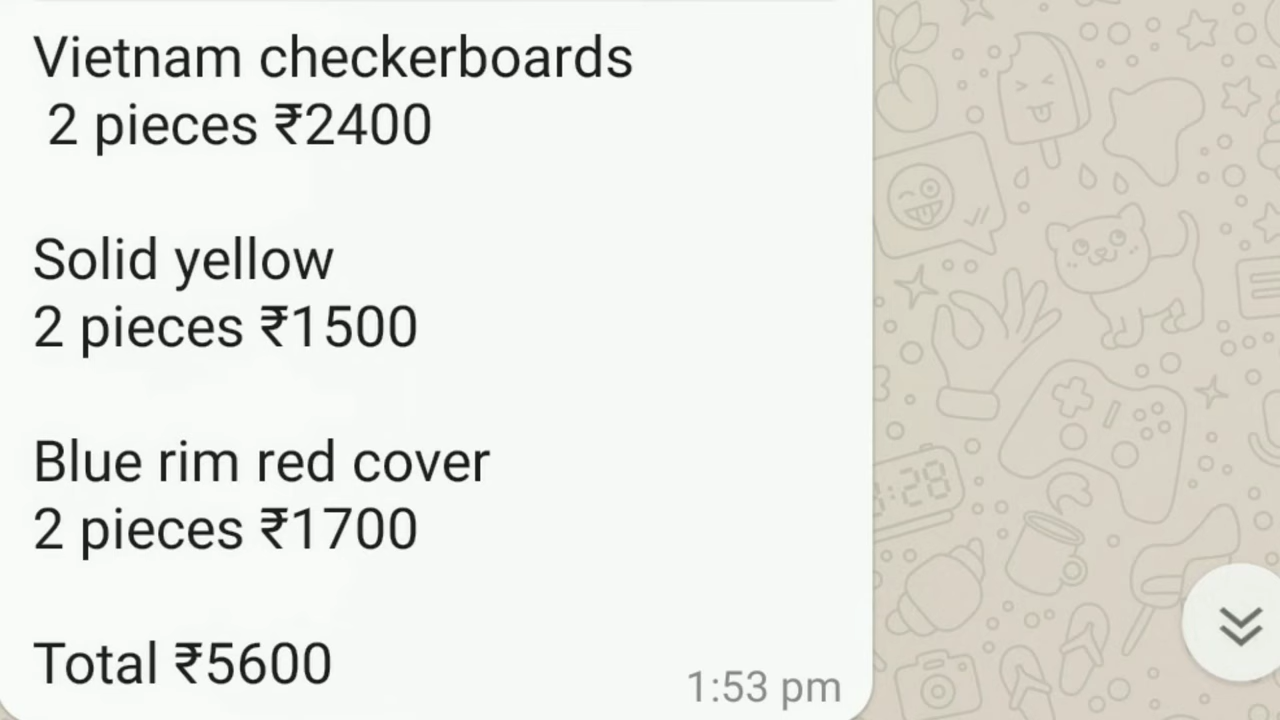 Vietnam checkerboards
2 pieces ₹2400
Solid yellow
2 pieces ₹1500
Blue rim red cover
2 pieces ₹1700
Total ₹5600
1:53 pm